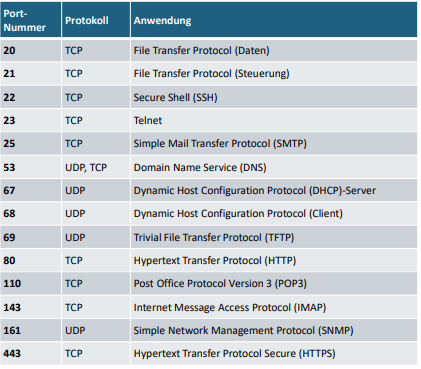 Port-
Nummer Protokoll Anwendung
20 TCP File Transfer Protocol (Daten)
21 TCP File Transfer Protocol (Steuerung)
22 TCP Secure Shell (SSH)
23 TCP Telnet
25 TCP Simple Mail Transfer Protocol (SMTP)
53 UDP, TCP Domain Name Service (DNS)
67 UDP Dynamic Host Configuration Protocol (DHCP)-Server
68 UDP Dynamic Host Configuration Protocol (Client)
69 UDP Trivial File Transfer Protocol (TFTP)
80 TCP Hypertext Transfer Protocol (HTTP)
110 TCP Post Office Protocol Version 3 (POP3)
143 TCP Internet Message Access Protocol (IMAP)
161 UDP Simple Network Management Protocol (SNMP)
443 TCP Hypertext Transfer Protocol Secure (HTTPS)